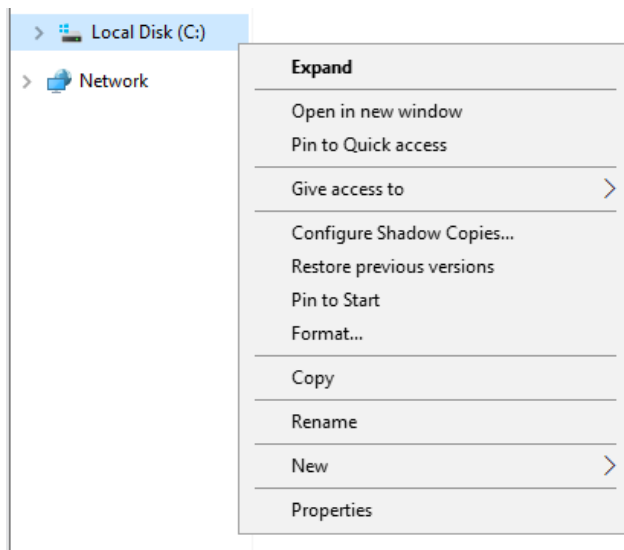 Local Disk (C:)
Network
Expand
Open in new window
Pin to Quick access
Give access to
Configure Shadow Copies...
Restore previous versions
Pin to Start
Format...
Copy
Rename
New
Properties